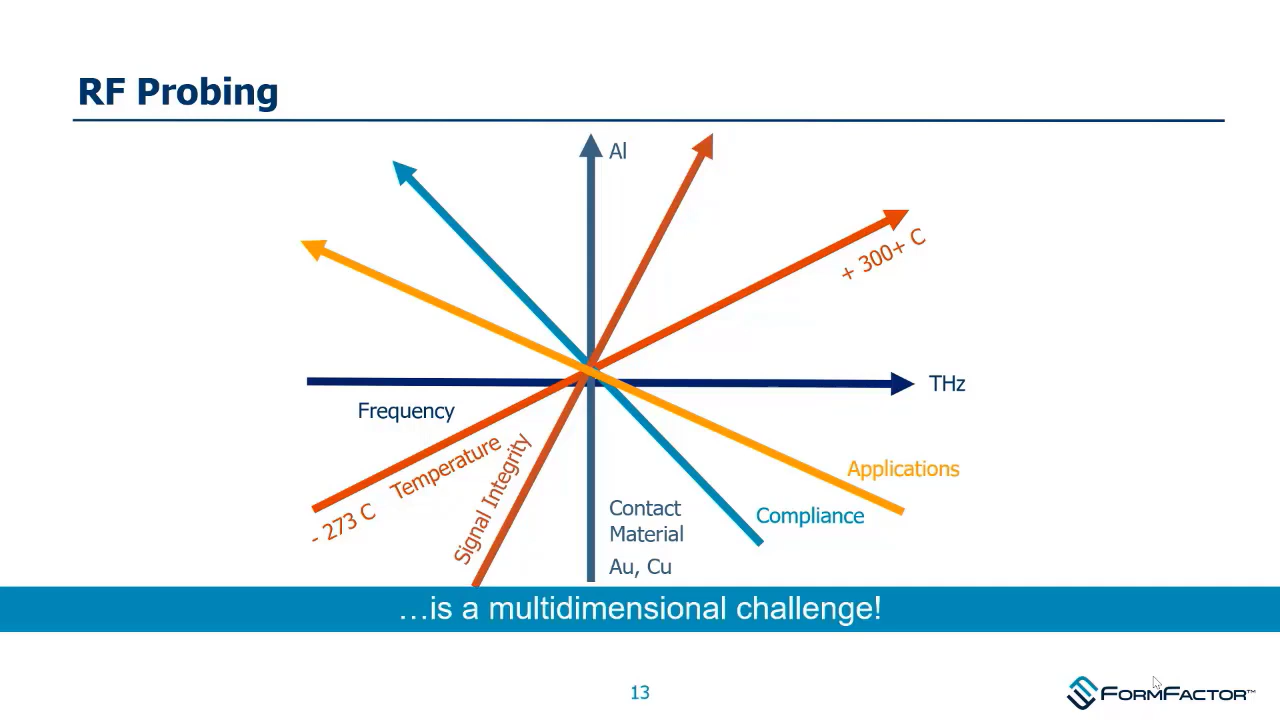 RF Probing
Al
+ 300+ C
THz
Frequency
Temperature
- 273 C
Signal Integrity
Applications
Contact
Material
Compliance
Au, Cu
…is a multidimensional challenge!
13
FORMFACTOR™